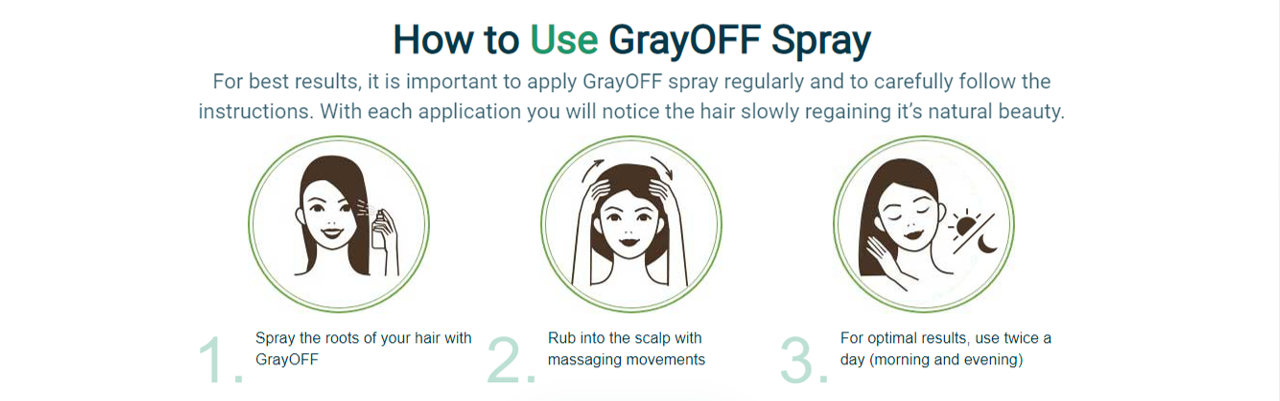 How to Use GrayOFF Spray
For best results, it is important to apply GrayOFF spray regularly and to carefully follow the
instructions. With each application you will notice the hair slowly regaining it’s natural beauty.
1.
Spray the roots of your hair with
GrayOFF
2.
Rub into the scalp with
massaging movements
3.
For optimal results, use twice a
day (morning and evening)